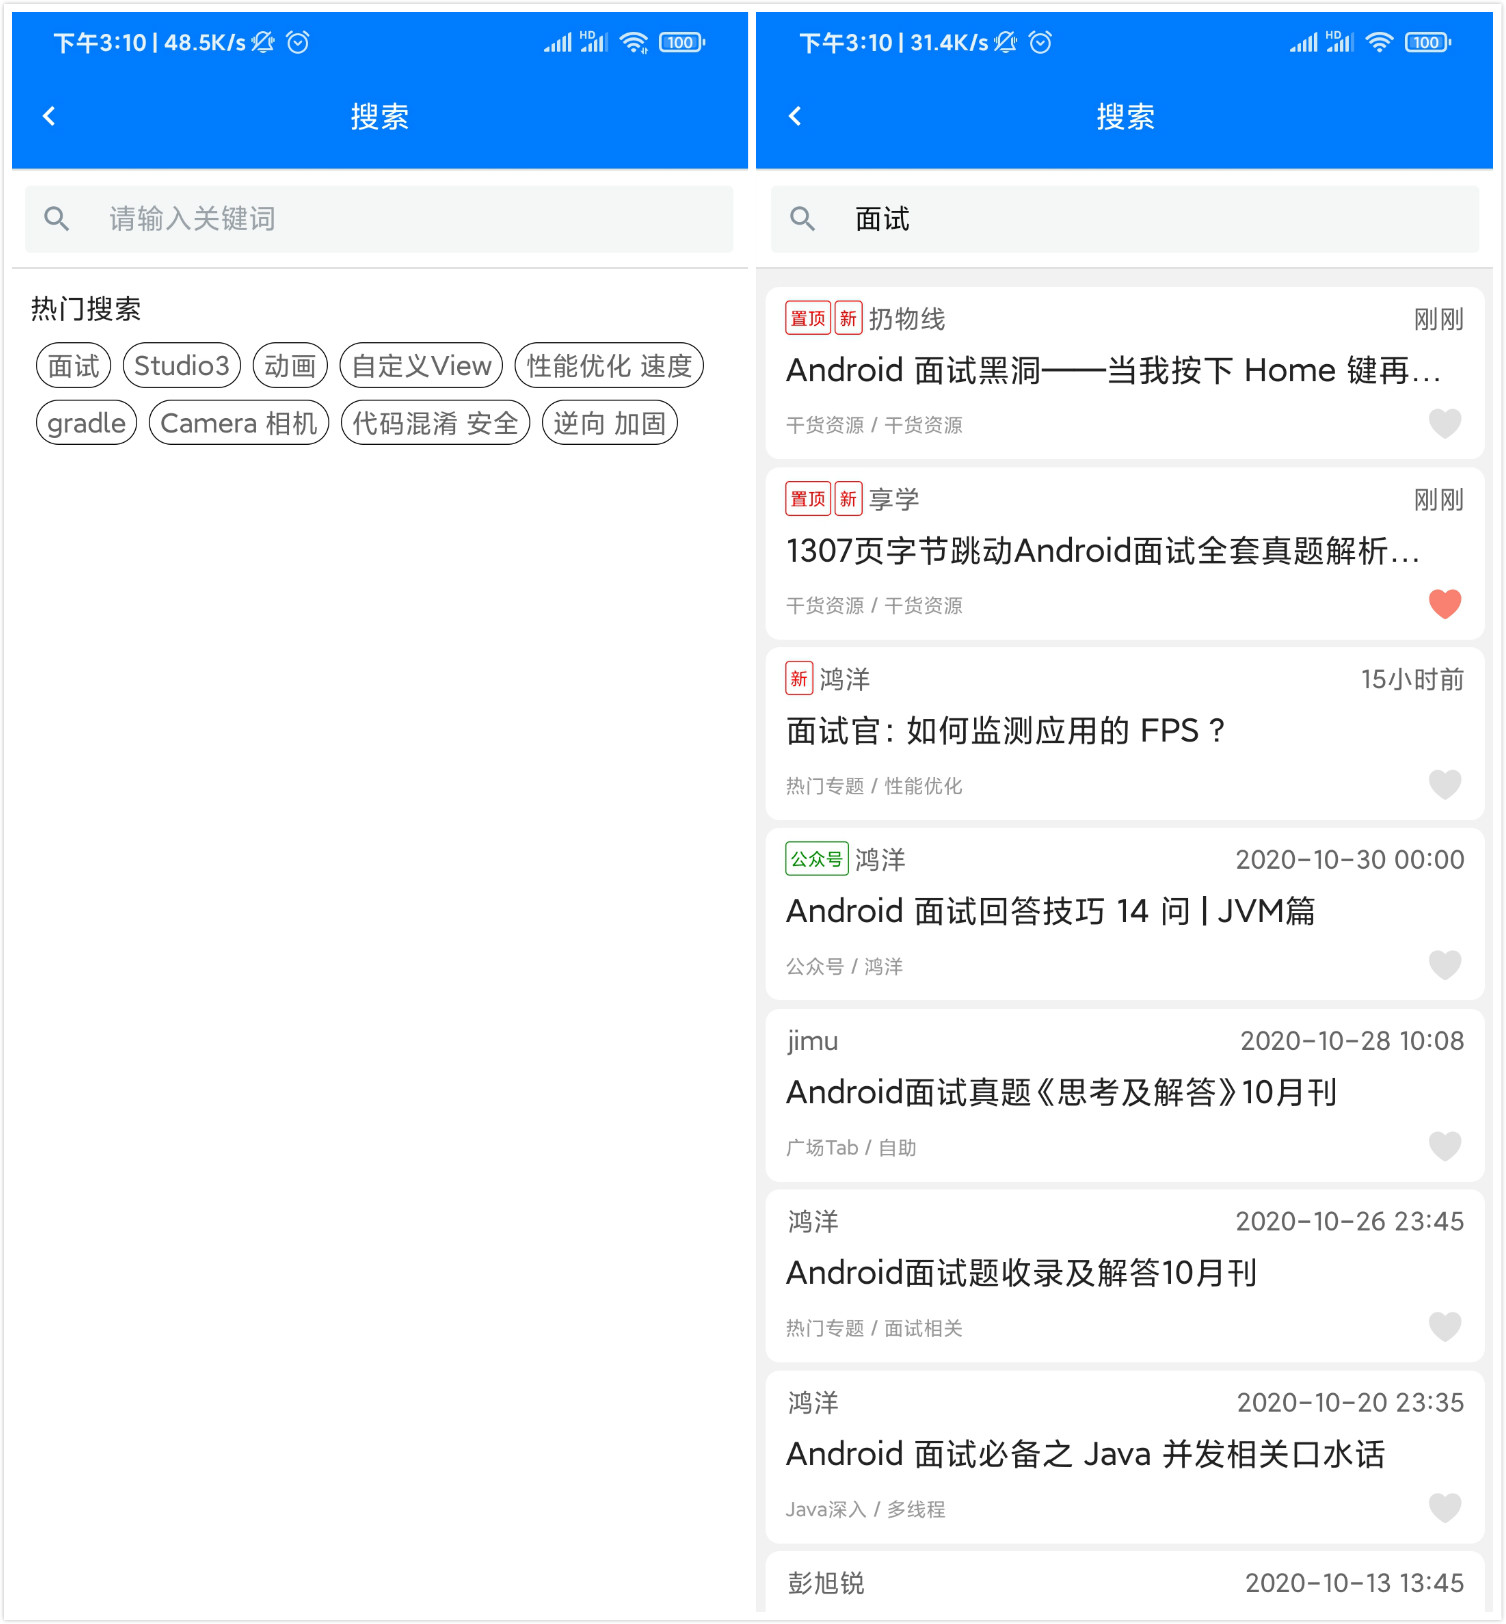 下午3:10 | 48.5K/s
HD
100
搜索
请输入关键词
热门搜索
面试 Studio3 动画 自定义View 性能优化 速度
gradle Camera 相机 代码混淆 安全 逆向 加固
下午3:10 | 31.4K/s
HD
100
搜索
面试
置顶 新 扔物线 刚刚
Android 面试黑洞——当我按下 Home 键再...
干货资源 / 干货资源
置顶 新 享学 刚刚
1307页字节跳动Android面试全套真题解析...
干货资源 / 干货资源
新 鸿洋 15小时前
面试官：如何监测应用的 FPS ？
热门专题 / 性能优化
公众号 鸿洋 2020-10-30 00:00
Android 面试回答技巧 14 问 | JVM篇
公众号 / 鸿洋
jimu 2020-10-28 10:08
Android面试真题《思考及解答》10月刊
广场Tab / 自助
鸿洋 2020-10-26 23:45
Android面试题收录及解答10月刊
热门专题 / 面试相关
鸿洋 2020-10-20 23:35
Android 面试必备之 Java 并发相关口水话
Java深入 / 多线程
彭旭锐 2020-10-13 13:45